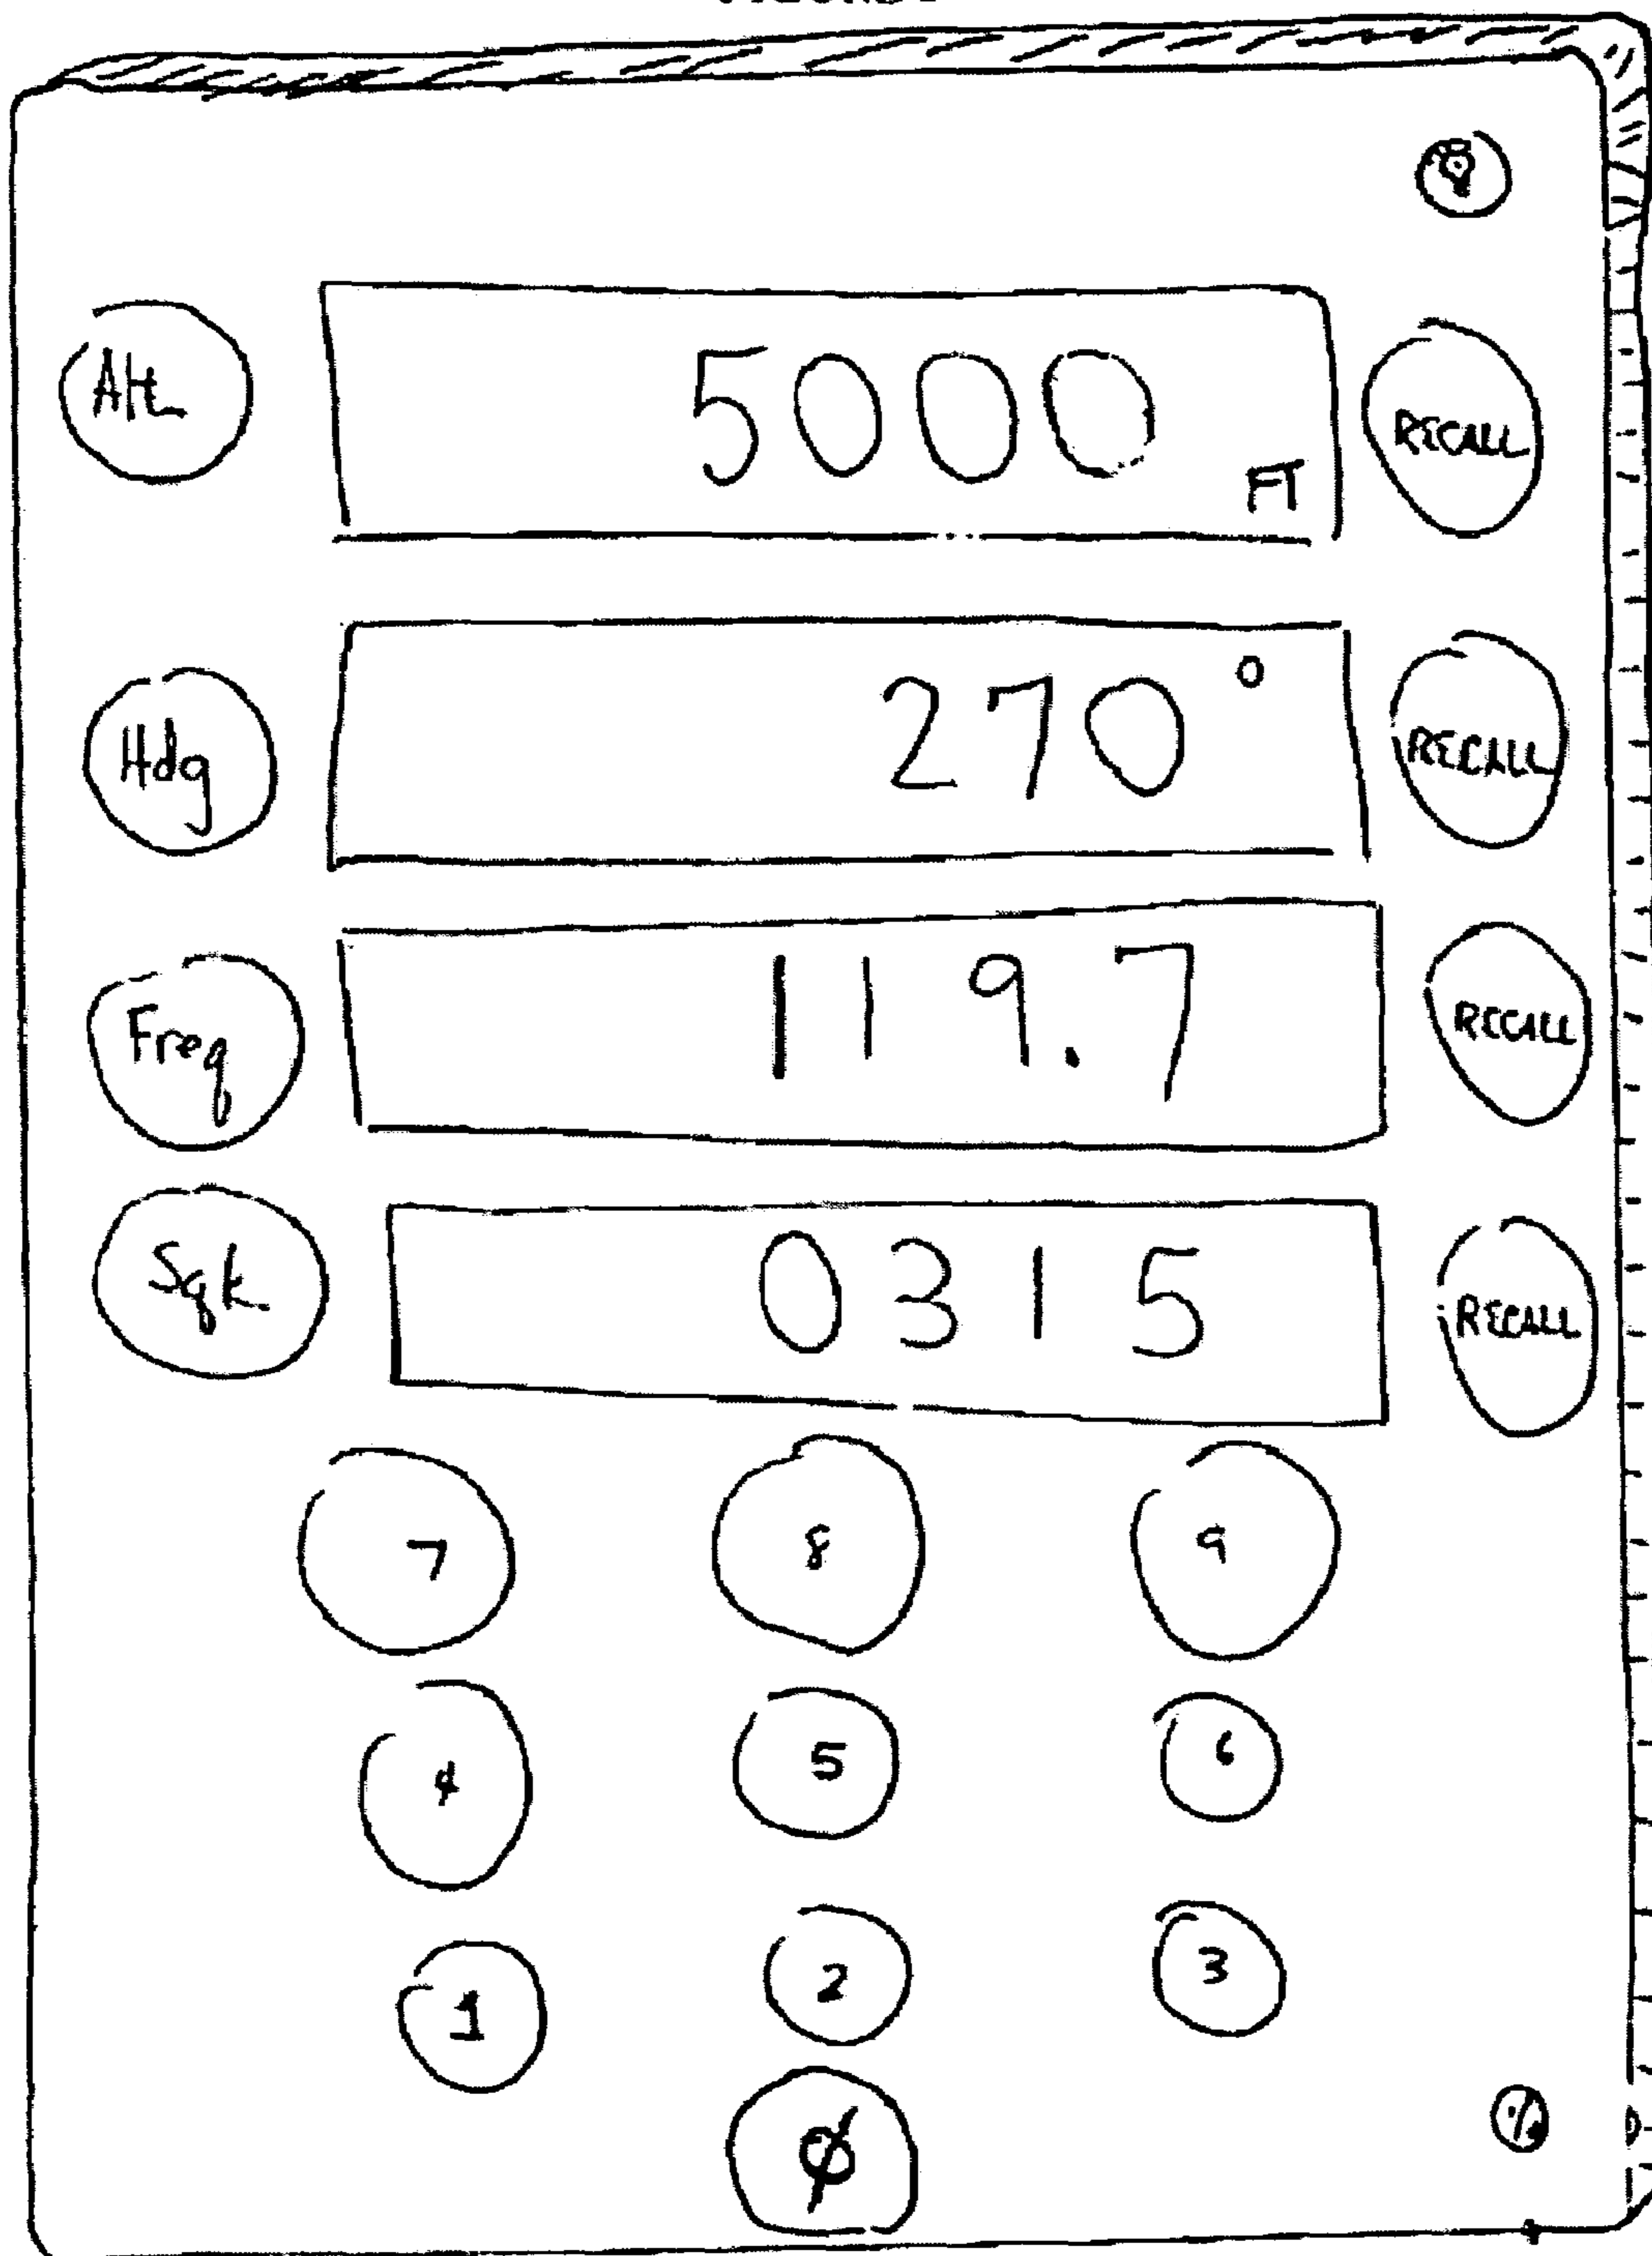 Alt 5000 FT RECALL
Hdg 270° RECALL
Freq 119.7 RECALL
Sqk 0315 RECALL
7 8 9
4 5 6
1 2 3
Ø